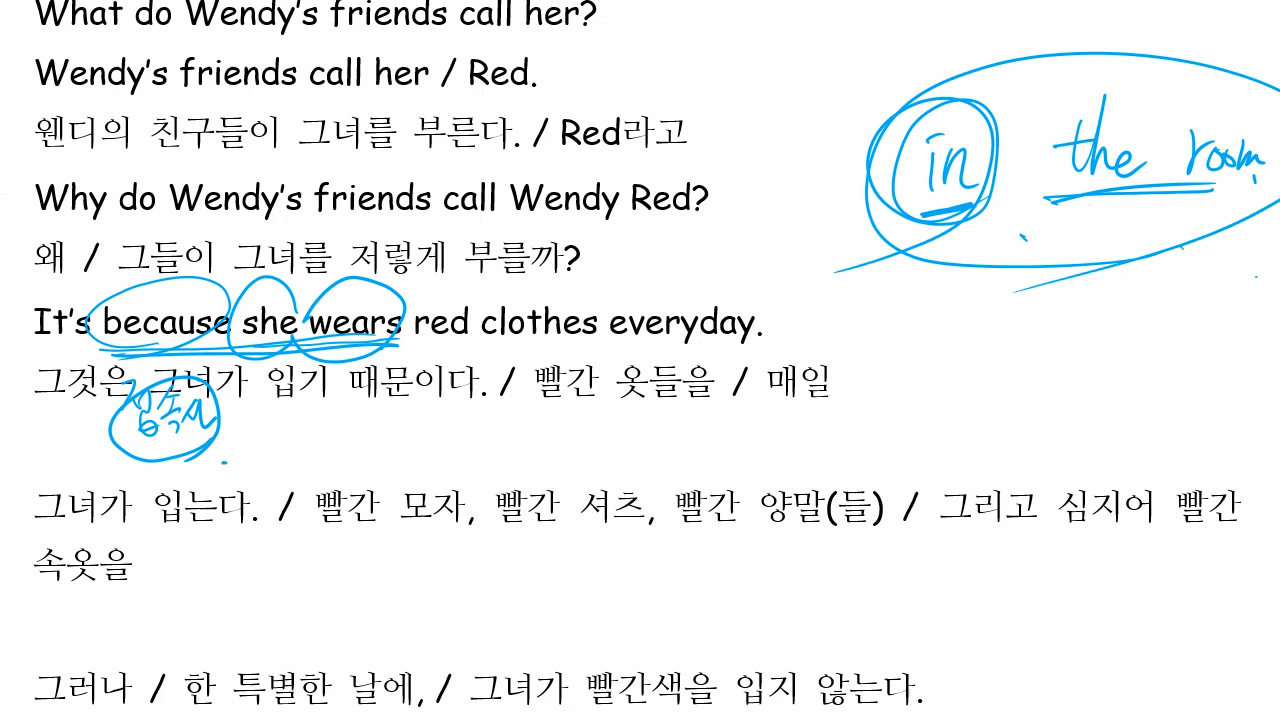 What do Wendy's friends call her?
Wendy's friends call her / Red.
웬디의 친구들이 그녀를 부른다. / Red라고
in the room
Why do Wendy's friends call Wendy Red?
왜 / 그들이 그녀를 저렇게 부를까?
It's because she wears red clothes everyday.
그것은 그녀가 입기 때문이다. / 빨간 옷들을 / 매일
접속사
그녀가 입는다. / 빨간 모자, 빨간 셔츠, 빨간 양말(들) / 그리고 심지어 빨간
속옷을
그러나 / 한 특별한 날에, / 그녀가 빨간색을 입지 않는다.